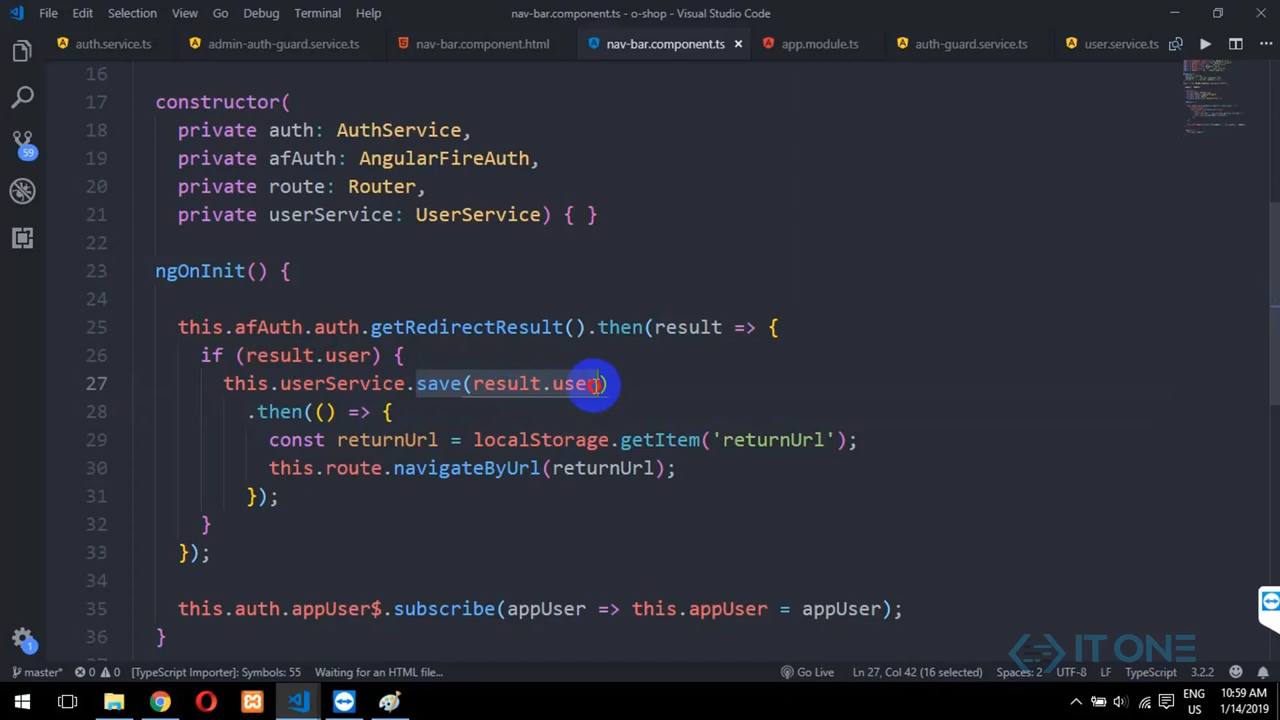 File Edit Selection View Go Debug Terminal Help nav-bar.component.ts - o-shop - Visual Studio Code
auth.service.ts admin-auth-guard.service.ts nav-bar.component.html nav-bar.component.ts app.module.ts auth-guard.service.ts user.service.ts
16
17 constructor(
18 private auth: AuthService,
19 private afAuth: AngularFireAuth,
20 private route: Router,
21 private userService: UserService) { }
22
23 ngOnInit() {
24
25 this.afAuth.auth.getRedirectResult().then(result => {
26 if (result.user) {
27 this.userService.save(result.user)
28 .then(() => {
29 const returnUrl = localStorage.getItem('returnUrl');
30 this.route.navigateByUrl(returnUrl);
31 });
32 }
33 });
34
35 this.auth.appUser$.subscribe(appUser => this.appUser = appUser);
36 }
59
1
IT ONE
master* 0 0 [TypeScript Importer]: Symbols: 55 Waiting for an HTML file... Go Live Ln 27, Col 42 (16 selected) Spaces: 2 UTF-8 LF TypeScript 3.2.2
ENG 10:59 AM
US 1/14/2019